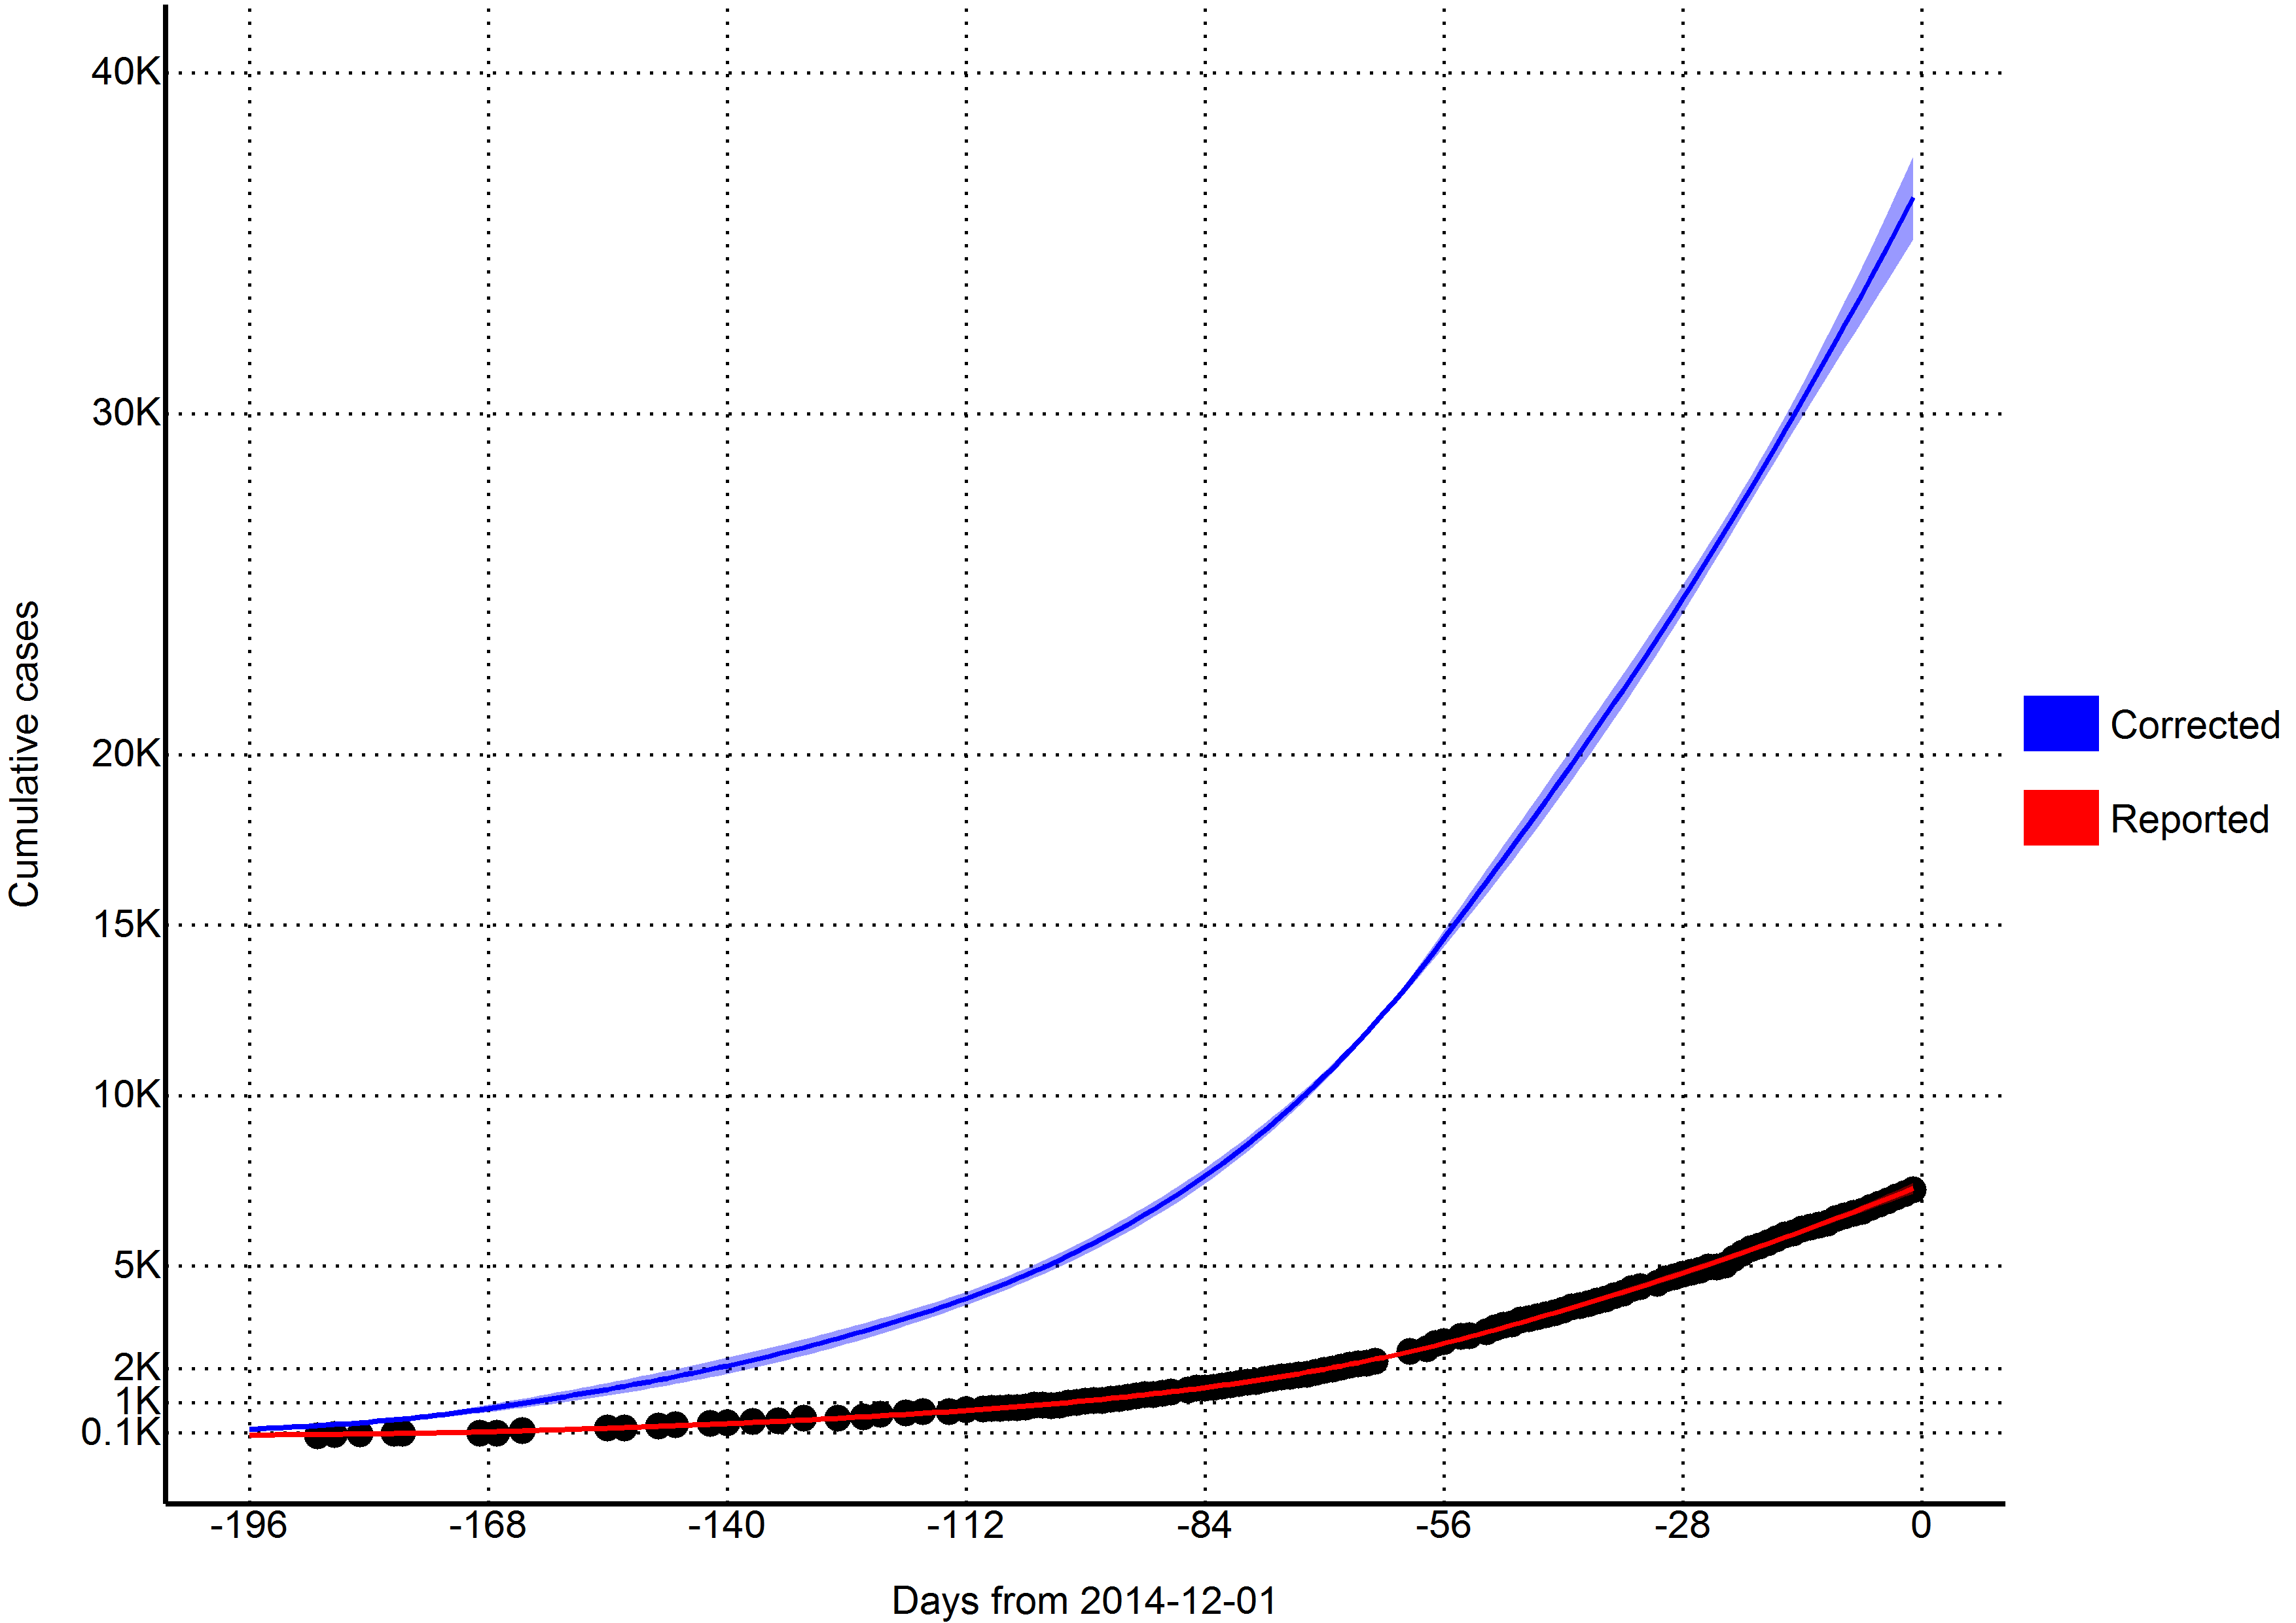 Cumulative cases
40K
30K
20K
15K
10K
5K
2K
1K
0.1K
-196 -168 -140 -112 -84 -56 -28 0
Days from 2014-12-01
Corrected
Reported